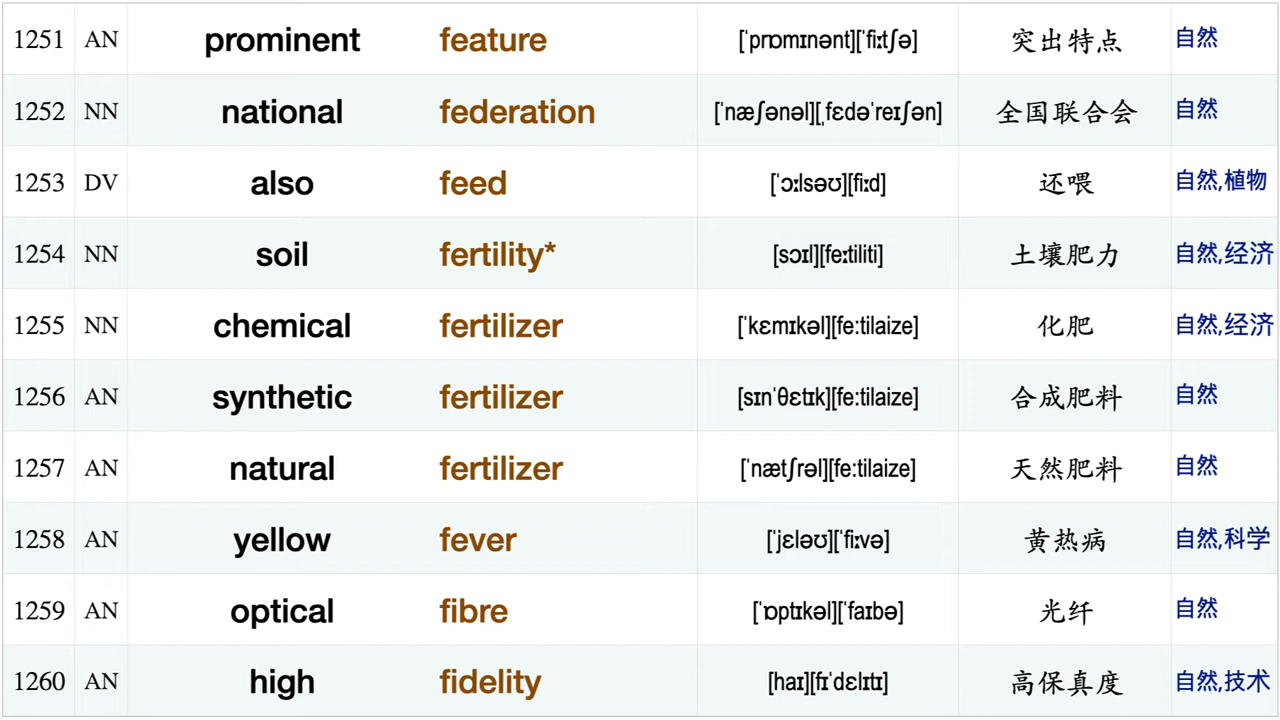 1251 AN prominent feature [ˈprɒmɪnənt][ˈfiːtʃə] 突出特点 自然
1252 NN national federation [ˈnæʃənəl][ˌfɛdəˈreɪʃən] 全国联合会 自然
1253 DV also feed [ˈɔːlsəʊ][fiːd] 还喂 自然,植物
1254 NN soil fertility* [sɔɪl][feːtiliti] 土壤肥力 自然,经济
1255 NN chemical fertilizer [ˈkɛmɪkəl][fe:tilaize] 化肥 自然,经济
1256 AN synthetic fertilizer [sɪnˈθɛtɪk][fe:tilaize] 合成肥料 自然
1257 AN natural fertilizer [ˈnætʃrəl][fe:tilaize] 天然肥料 自然
1258 AN yellow fever [ˈjɛləʊ][ˈfiːvə] 黄热病 自然,科学
1259 AN optical fibre [ˈɒptɪkəl][ˈfaɪbə] 光纤 自然
1260 AN high fidelity [haɪ][fɪˈdɛlɪtɪ] 高保真度 自然,技术